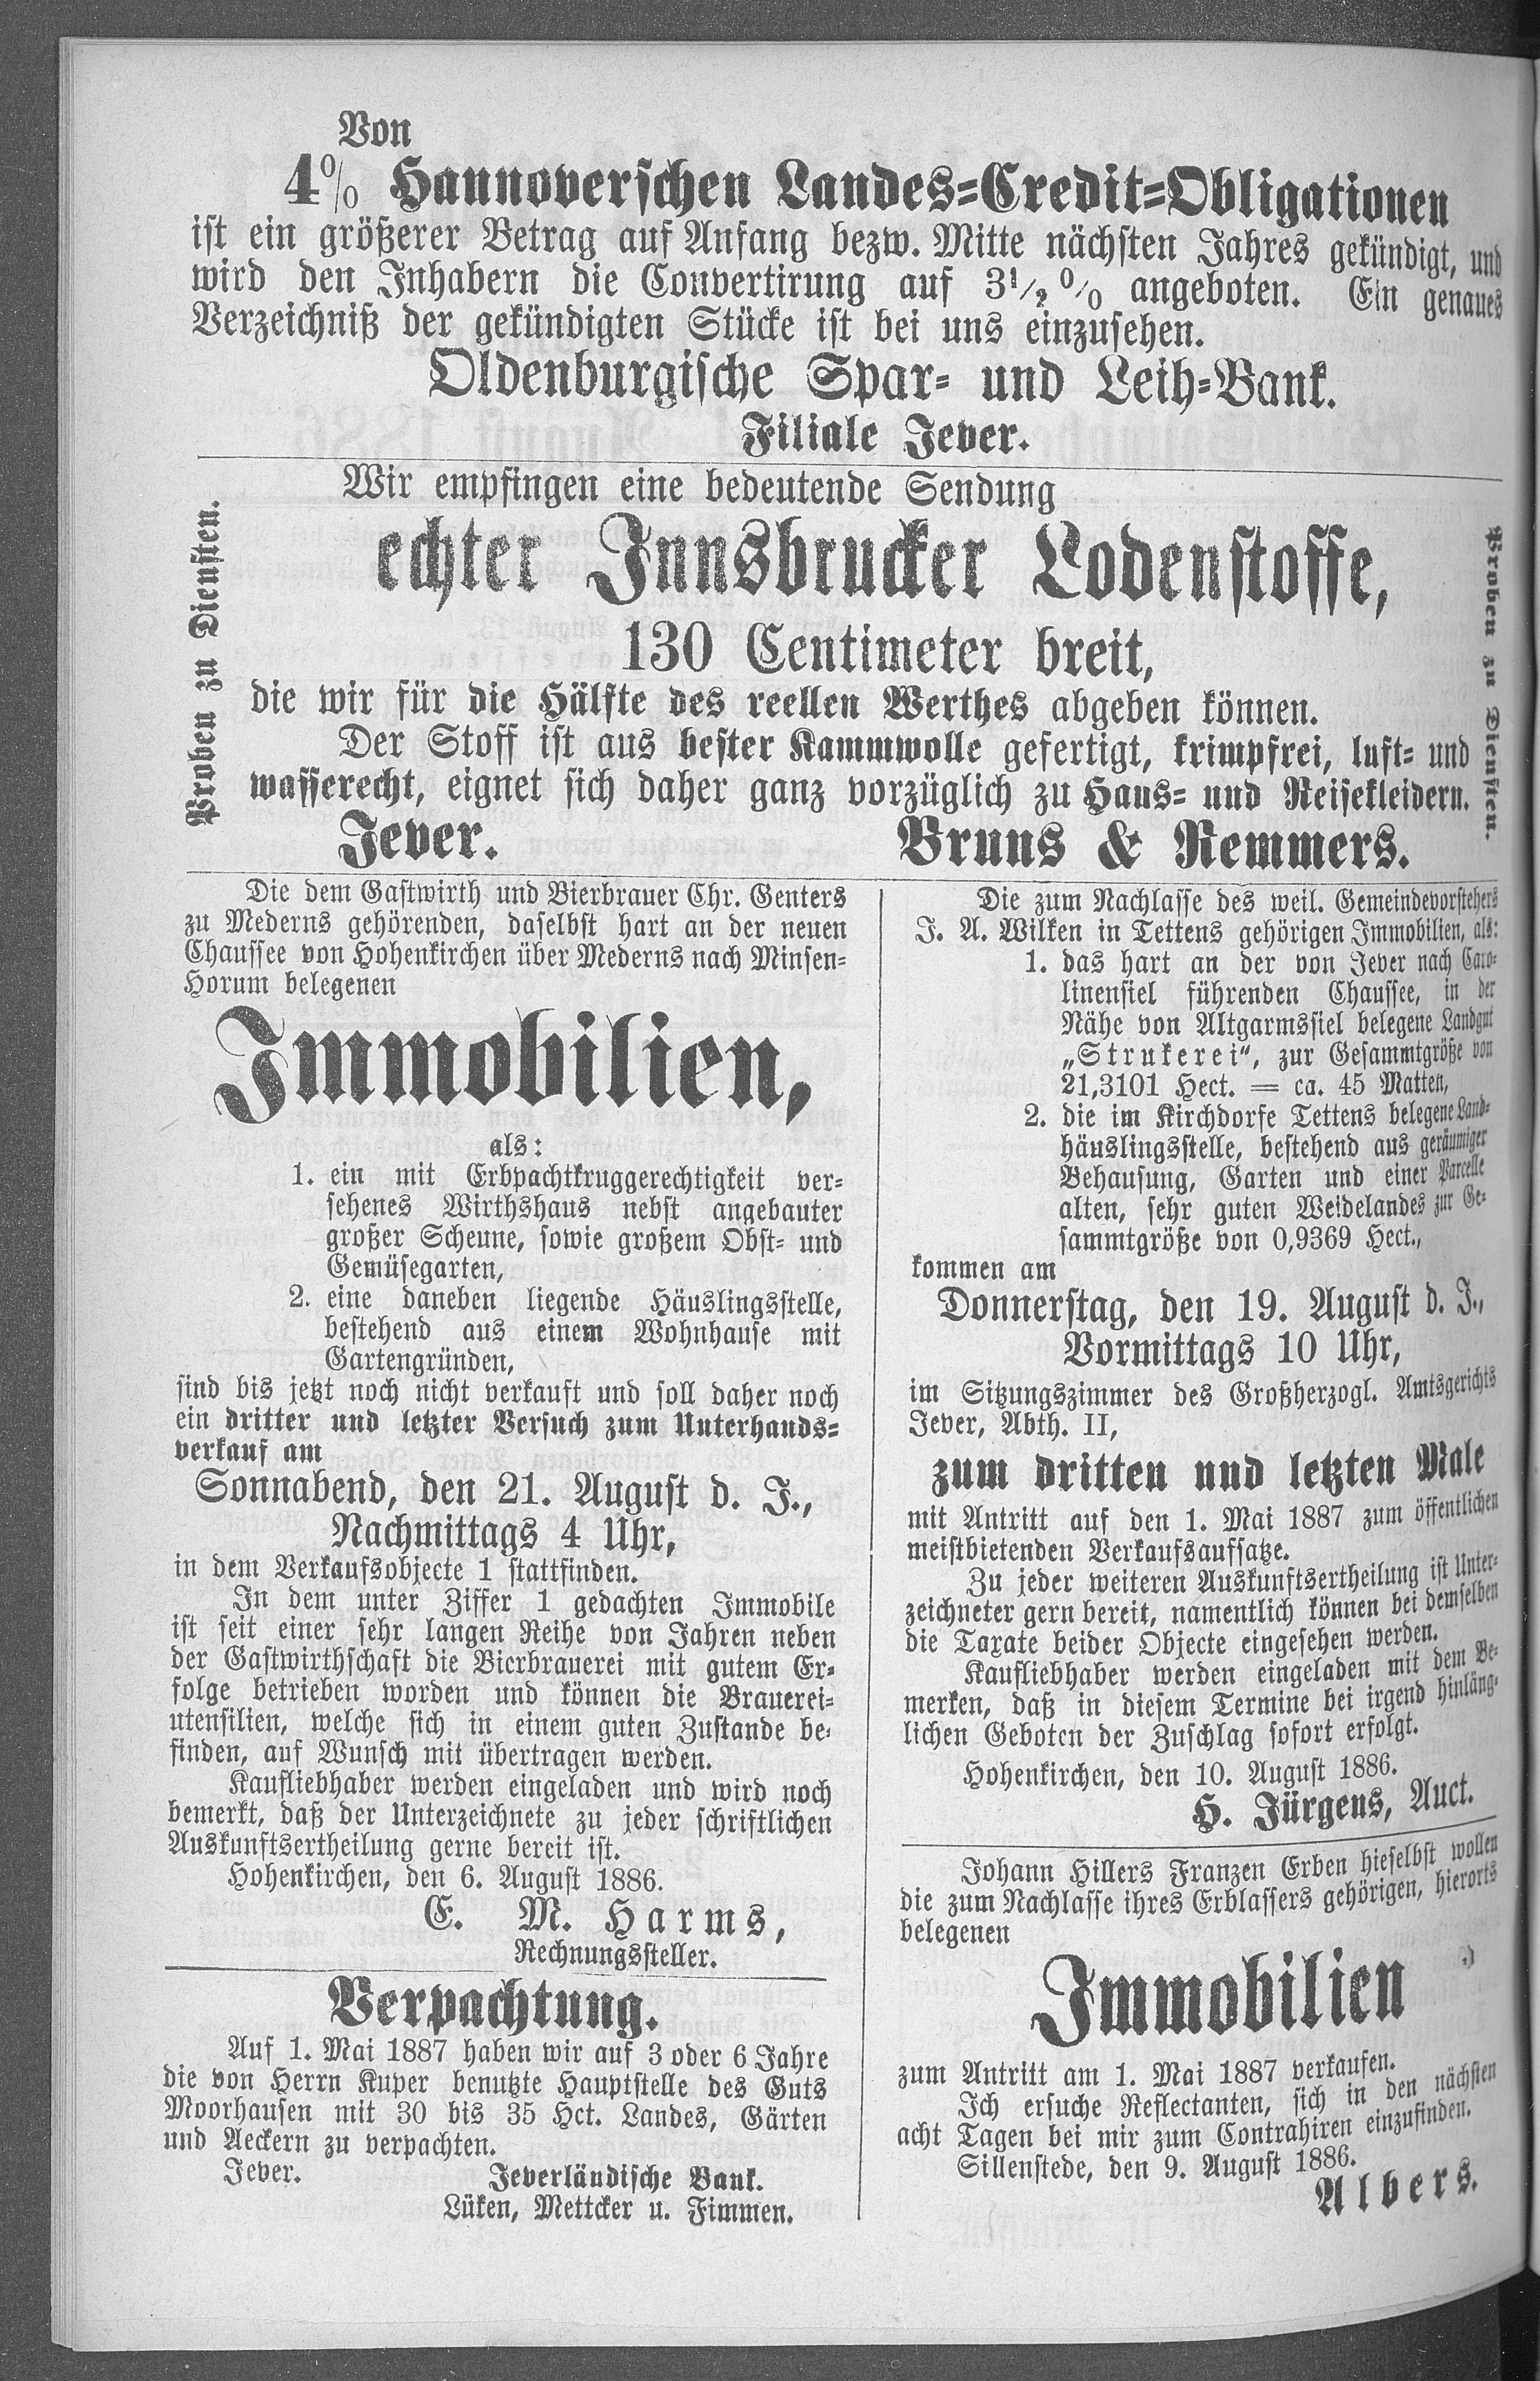 Von
4% Hannoverschen Landes-Credit-Obligationen
ist ein größerer Betrag auf Anfang bezw. Mitte nächsten Jahres gekündigt, und
wird den Inhabern die Convertirung auf 3½% angeboten. Ein genaues
Verzeichniß der gekündigten Stücke ist bei uns einzusehen.
Oldenburgische Spar- und Leih-Bank.
Filiale Jever.
Wir empfingen eine bedeutende Sendung
echter Innsbrucker Lodenstoffe,
130 Centimeter breit,
die wir für die Hälfte des reellen Werthes abgeben können.
Der Stoff ist aus bester Kammwolle gefertigt, krimpfrei, luft- und
wasserecht, eignet sich daher ganz vorzüglich zu Haus- und Reisekleidern.
Jever. Bruns & Remmers.
Proben zu Diensten.
Proben zu Diensten.
Die dem Gastwirth und Bierbrauer Chr. Genters
zu Mederns gehörenden, daselbst hart an der neuen
Chaussee von Hohenkirchen über Mederns nach Minsen-
Horum belegenen
Immobilien,
als:
1. ein mit Erbpachtkruggerechtigkeit ver-
sehenes Wirthshaus nebst angebauter
großer Scheune, sowie großem Obst- und
Gemüsegarten,
2. eine daneben liegende Häuslingsstelle,
bestehend aus einem Wohnhause mit
Gartengründen,
sind bis jetzt noch nicht verkauft und soll daher noch
ein dritter und letzter Versuch zum Unterhands-
verkauf am
Sonnabend, den 21. August d. J.,
Nachmittags 4 Uhr,
in dem Verkaufsobjecte 1 stattfinden.
In dem unter Ziffer 1 gedachten Immobile
ist seit einer sehr langen Reihe von Jahren neben
der Gastwirthschaft die Bierbrauerei mit gutem Er-
folge betrieben worden und können die Brauerei-
utensilien, welche sich in einem guten Zustande be-
finden, auf Wunsch mit übertragen werden.
Kaufliebhaber werden eingeladen und wird noch
bemerkt, daß der Unterzeichnete zu jeder schriftlichen
Auskunftsertheilung gerne bereit ist.
Hohenkirchen, den 6. August 1886.
E. M. Harms,
Rechnungssteller.
Verpachtung.
Auf 1. Mai 1887 haben wir auf 3 oder 6 Jahre
die von Herrn Kuper benutzte Hauptstelle des Guts
Moorhausen mit 30 bis 35 Hct. Landes, Gärten
und Aeckern zu verpachten.
Jever. Jeverländische Bank.
Lüken, Mettcker u. Fimmen.
Die zum Nachlasse des weil. Gemeindevorstehers
J. A. Wilken in Tettens gehörigen Immobilien, als:
1. das hart an der von Jever nach Caro-
linensiel führenden Chaussee, in der
Nähe von Altgarmssiel belegene Landgut
„Strukerei“, zur Gesammtgröße von
21,3101 Hect. = ca. 45 Matten,
2. die im Kirchdorfe Tettens belegene Land-
häuslingsstelle, bestehend aus geräumiger
Behausung, Garten und einer Parcelle
alten, sehr guten Weidelandes zur Ge-
sammtgröße von 0,9369 Hect.,
kommen am
Donnerstag, den 19. August d. J.,
Vormittags 10 Uhr,
im Sitzungszimmer des Großherzogl. Amtsgerichts
Jever, Abth. II,
zum dritten und letzten Male
mit Antritt auf den 1. Mai 1887 zum öffentlichen
meistbietenden Verkaufsaufsatze.
Zu jeder weiteren Auskunftsertheilung ist Unter-
zeichneter gern bereit, namentlich können bei demselben
die Taxate beider Objecte eingesehen werden.
Kaufliebhaber werden eingeladen mit dem Be-
merken, daß in diesem Termine bei irgend hinläng-
lichen Geboten der Zuschlag sofort erfolgt.
Hohenkirchen, den 10. August 1886.
H. Jürgens, Auct.
Johann Hillers Franzen Erben hieselbst wollen
die zum Nachlasse ihres Erblassers gehörigen, hierorts
belegenen
Immobilien
zum Antritt am 1. Mai 1887 verkaufen.
Ich ersuche Reflectanten, sich in den nächsten
acht Tagen bei mir zum Contrahiren einzufinden.
Sillenstede, den 9. August 1886.
Albers.